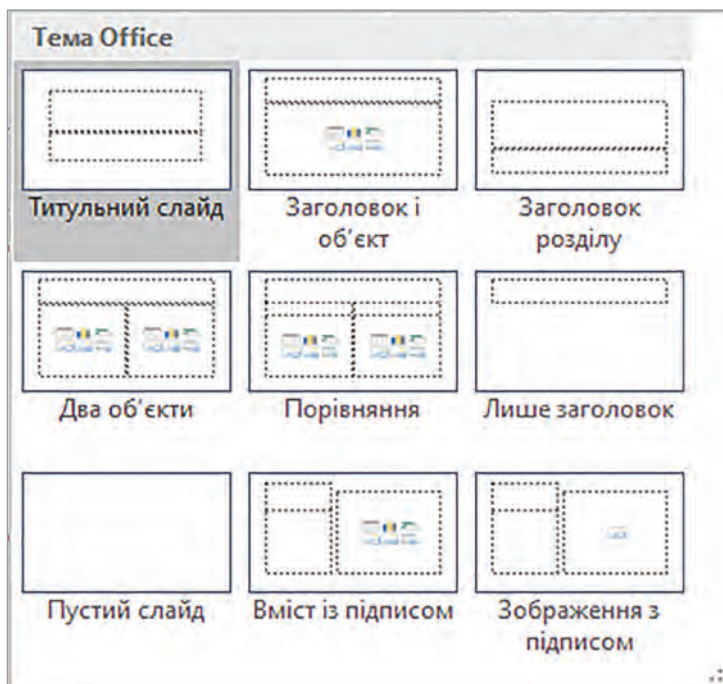 Тема Office
Титульний слайд
Заголовок і
об’єкт
Заголовок
розділу
Два об’єкти
Порівняння
Лише заголовок
Пустий слайд
Вміст із підписом
Зображення з
підписом